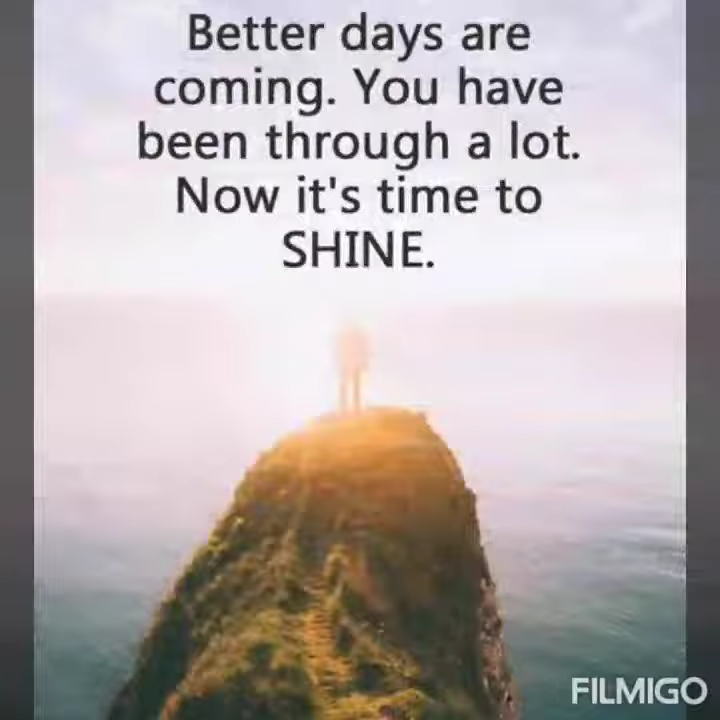 Better days are
coming. You have
been through a lot.
Now it's time to
SHINE.
FILMIGO